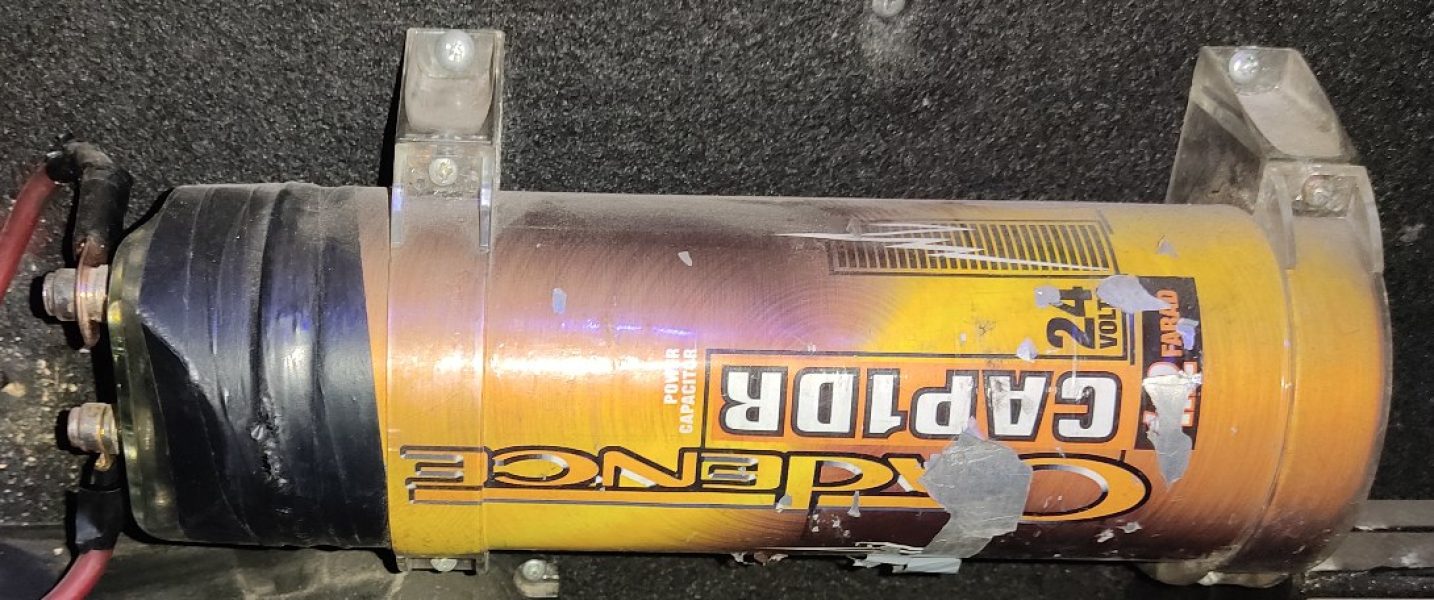 CADENCE
CAP1DR
POWER
CAPACITOR
24
VOLT
FARAD